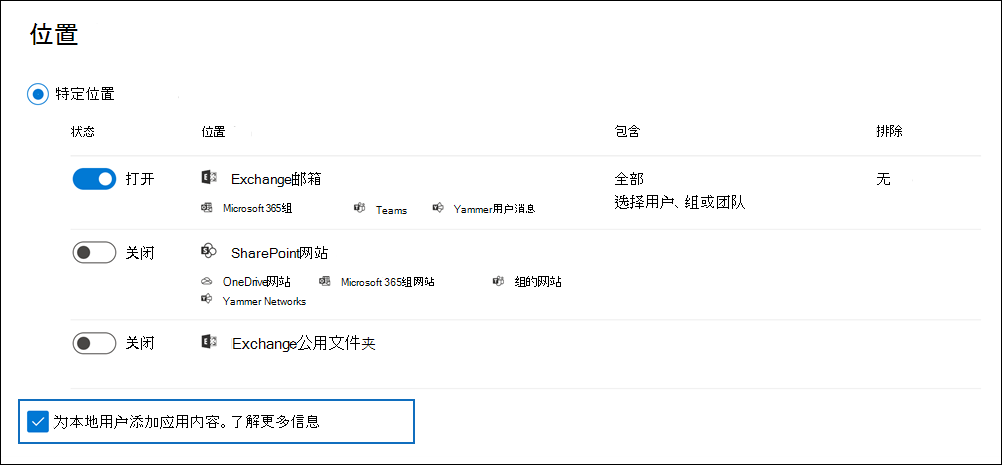 位置
特定位置
状态 位置 包含 排除
打开 Exchange邮箱 全部 无
选择用户、组或团队
Microsoft 365组 Teams Yammer用户消息
关闭 SharePoint网站
OneDrive网站 Microsoft 365组网站 组的网站
Yammer Networks
关闭 Exchange公用文件夹
为本地用户添加应用内容。了解更多信息